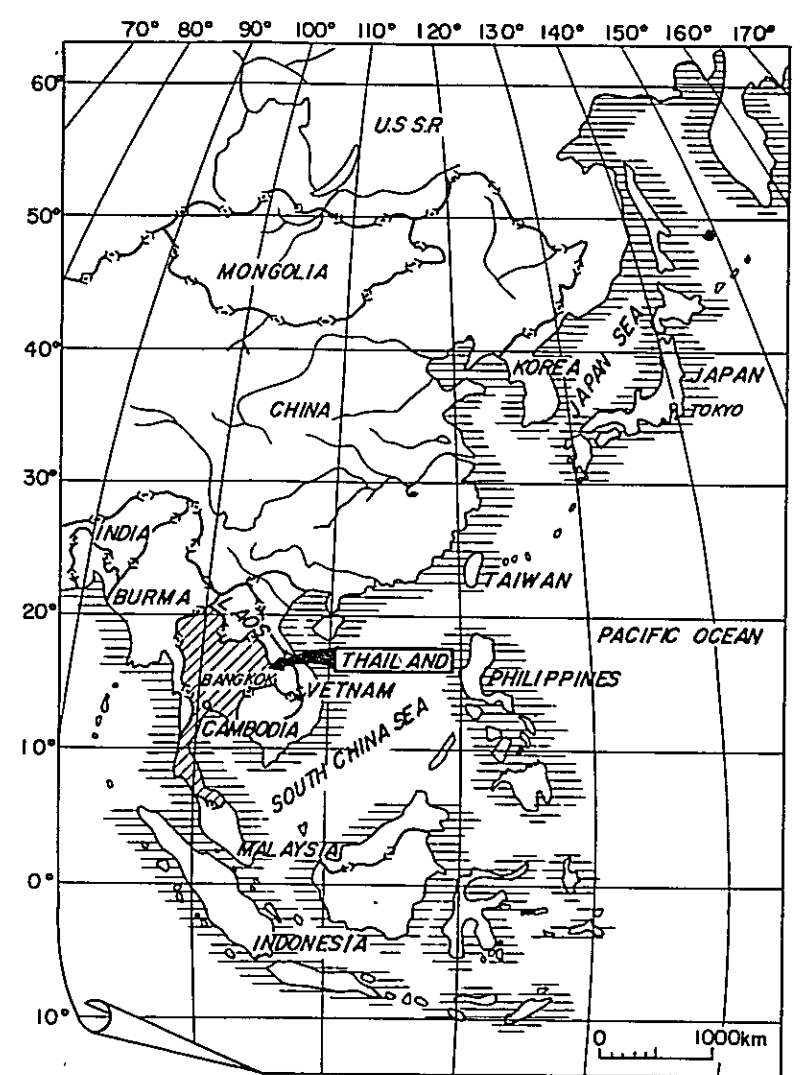 70° 80° 90° 100° 110° 120° 130° 140° 150° 160° 170°
60°
U.S S.R
50°
MONGOLIA
40°
KOREA
JAPAN SEA
JAPAN
CHINA
TOKYO
30°
INDIA
TAIWAN
BURMA
LAOS
20°
PACIFIC OCEAN
THAILAND
BANGKOK
VETNAM
PHILIPPINES
CAMBODIA
10°
SOUTH CHINA SEA
MALAYSIA
0°
INDONESIA
10°
0 1000km